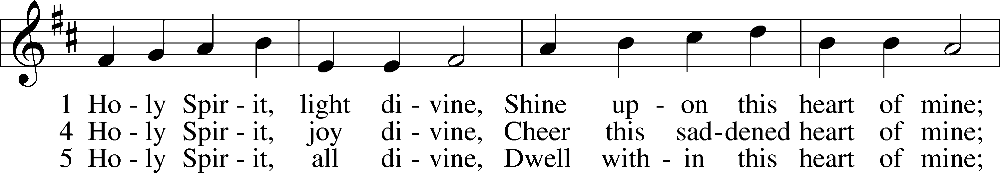 1 Ho - ly Spir - it, light di - vine, Shine up - on this heart of mine;
4 Ho - ly Spir - it, joy di - vine, Cheer this sad-dened heart of mine;
5 Ho - ly Spir - it, all di - vine, Dwell with - in this heart of mine;